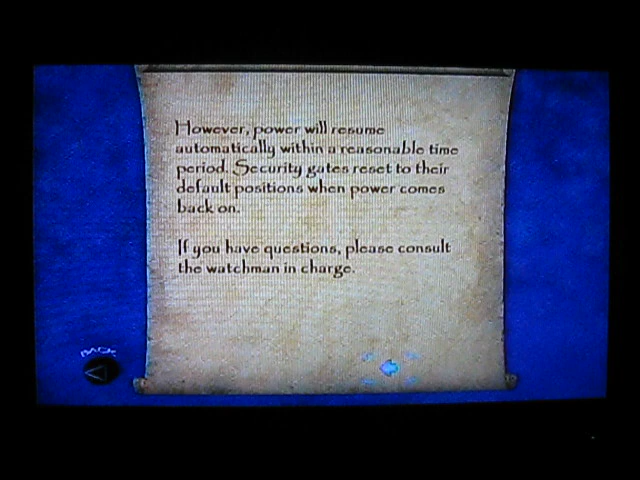 However, power will resume
automatically within a reasonable time
period. Security gates reset to their
default positions when power comes
back on.
If you have questions, please consult
the watchman in charge.
BACK